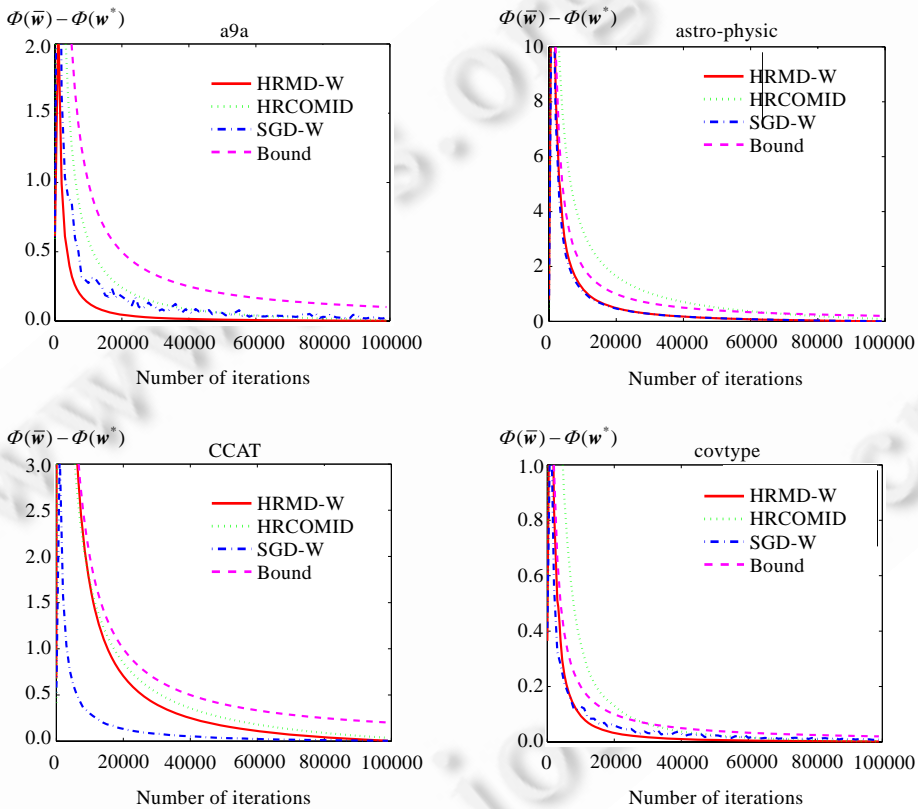 Φ(w̅)−Φ(w*)
a9a
2.0
1.5
1.0
0.5
0.0
HRMD-W
HRCOMID
SGD-W
Bound
0 20000 40000 60000 80000 100000
Number of iterations
Φ(w̅)−Φ(w*)
astro-physic
10
8
6
4
2
0
HRMD-W
HRCOMID
SGD-W
Bound
0 20000 40000 60000 80000 100000
Number of iterations
Φ(w̅)−Φ(w*)
CCAT
3.0
2.5
2.0
1.5
1.0
0.5
0.0
HRMD-W
HRCOMID
SGD-W
Bound
0 20000 40000 60000 80000 100000
Number of iterations
Φ(w̅)−Φ(w*)
covtype
1.0
0.8
0.6
0.4
0.2
0.0
HRMD-W
HRCOMID
SGD-W
Bound
0 20000 40000 60000 80000 100000
Number of iterations